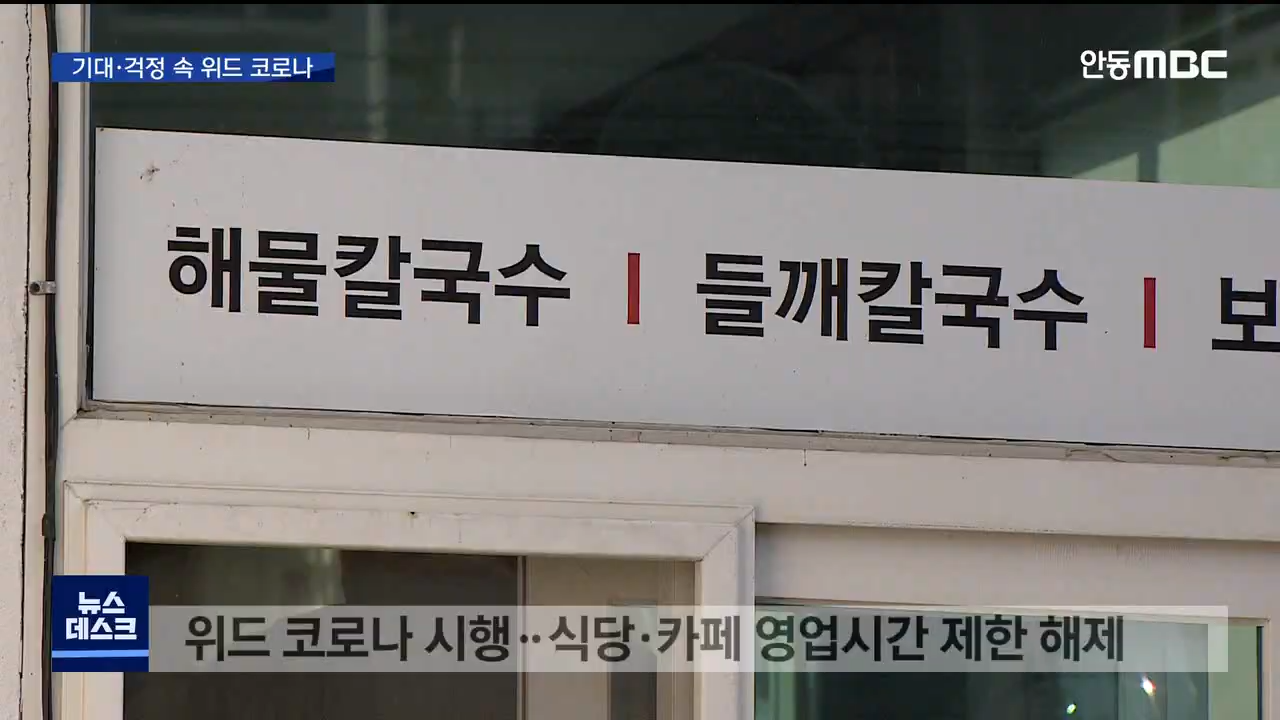 기대·걱정 속 위드 코로나
안동MBC
해물칼국수 | 들깨칼국수 | 보
뉴스
데스크
위드 코로나 시행··식당·카페 영업시간 제한 해제